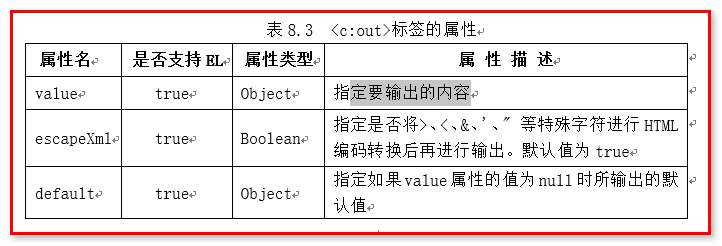 表 8.3 <c:out>标签的属性
属性名 是否支持 EL 属性类型 属 性 描 述
value true Object 指定要输出的内容
escapeXml true Boolean 指定是否将>、<、&、'、" 等特殊字符进行 HTML
编码转换后再进行输出。默认值为 true
default true Object 指定如果 value 属性的值为 null 时所输出的默
认值